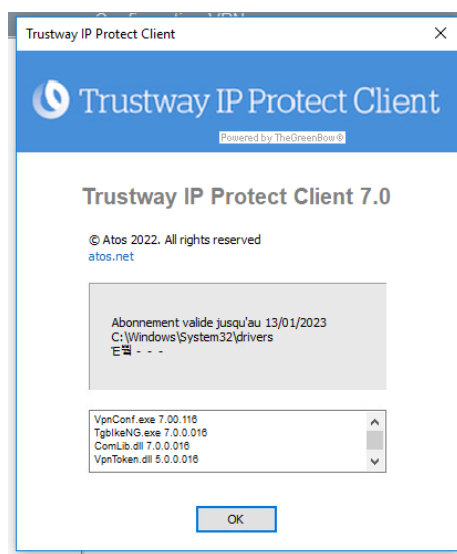 Trustway IP Protect Client
Trustway IP Protect Client
Powered by TheGreenBow®
Trustway IP Protect Client 7.0
© Atos 2022. All rights reserved
atos.net
Abonnement valide jusqu'au 13/01/2023
C:\Windows\System32\drivers
- - -
VpnConf.exe 7.00.116
TgbIkeNG.exe 7.0.0.016
ComLib.dll 7.0.0.016
VpnToken.dll 5.0.0.016
OK